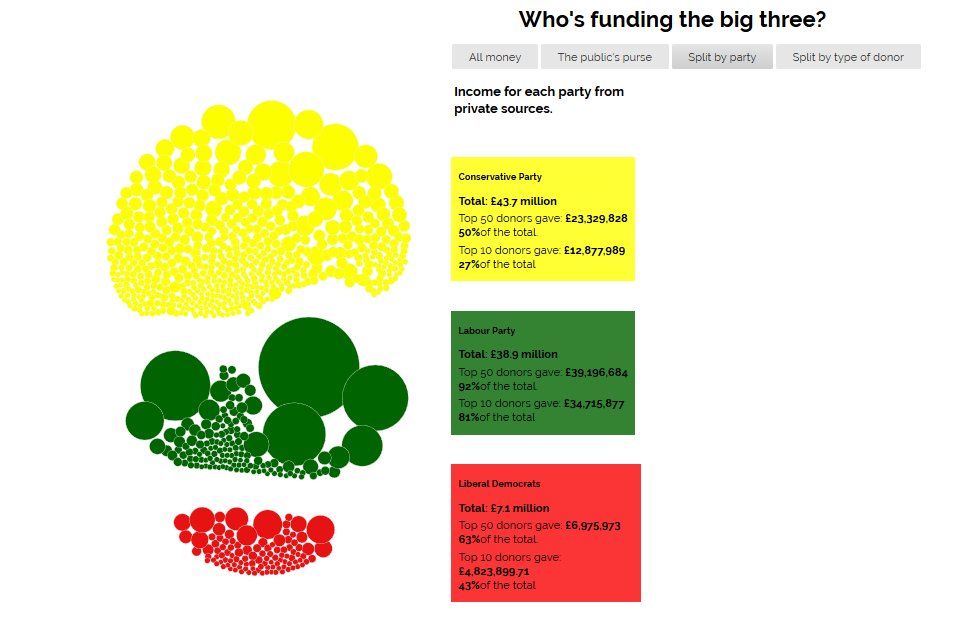 Who's funding the big three?
All money
The public's purse
Split by party
Split by type of donor
Income for each party from
private sources.
Conservative Party
Total: £43.7 million
Top 50 donors gave: £23,329,828
50%of the total.
Top 10 donors gave: £12,877,989
27%of the total
Labour Party
Total: £38.9 million
Top 50 donors gave: £39,196,684
92%of the total.
Top 10 donors gave: £34,715,877
81%of the total
Liberal Democrats
Total: £7.1 million
Top 50 donors gave: £6,975,973
63%of the total.
Top 10 donors gave:
£4,823,899.71
43%of the total